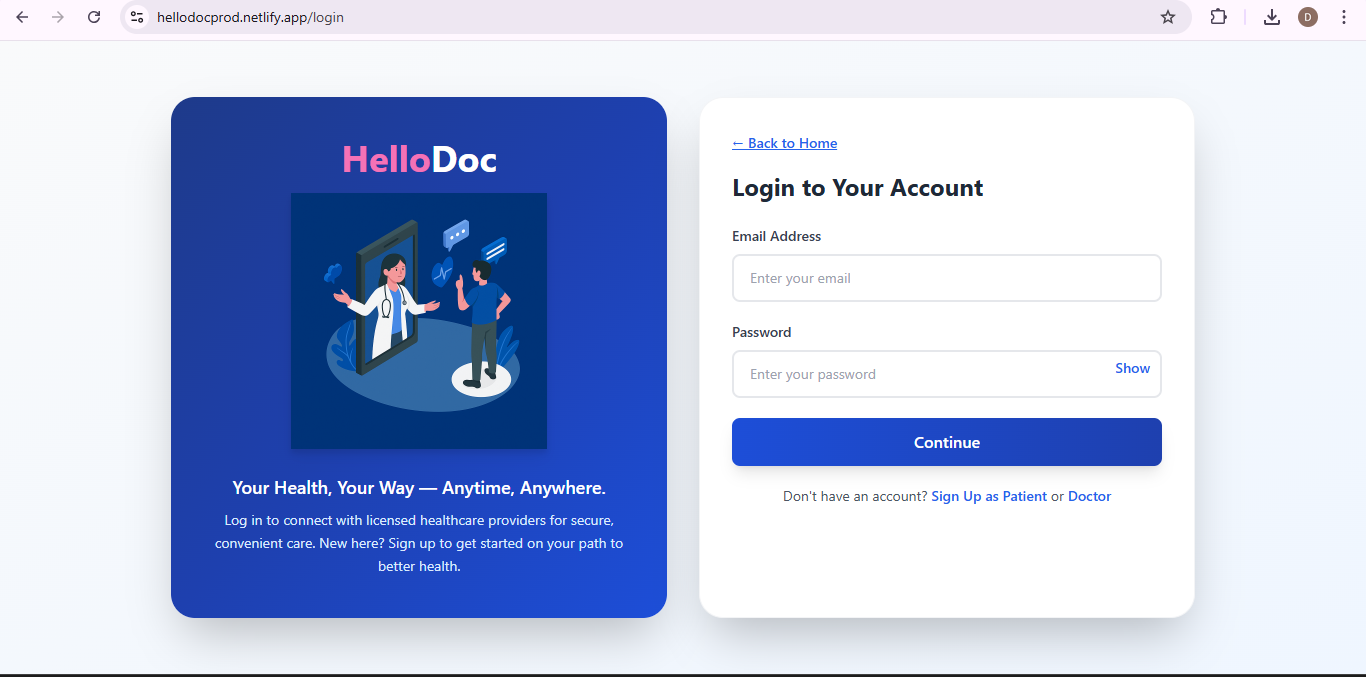 hellodocprod.netlify.app/login
D
HelloDoc
Your Health, Your Way — Anytime, Anywhere.
Log in to connect with licensed healthcare providers for secure,
convenient care. New here? Sign up to get started on your path to
better health.
← Back to Home
Login to Your Account
Email Address
Enter your email
Password
Enter your password
Show
Continue
Don't have an account? Sign Up as Patient or Doctor